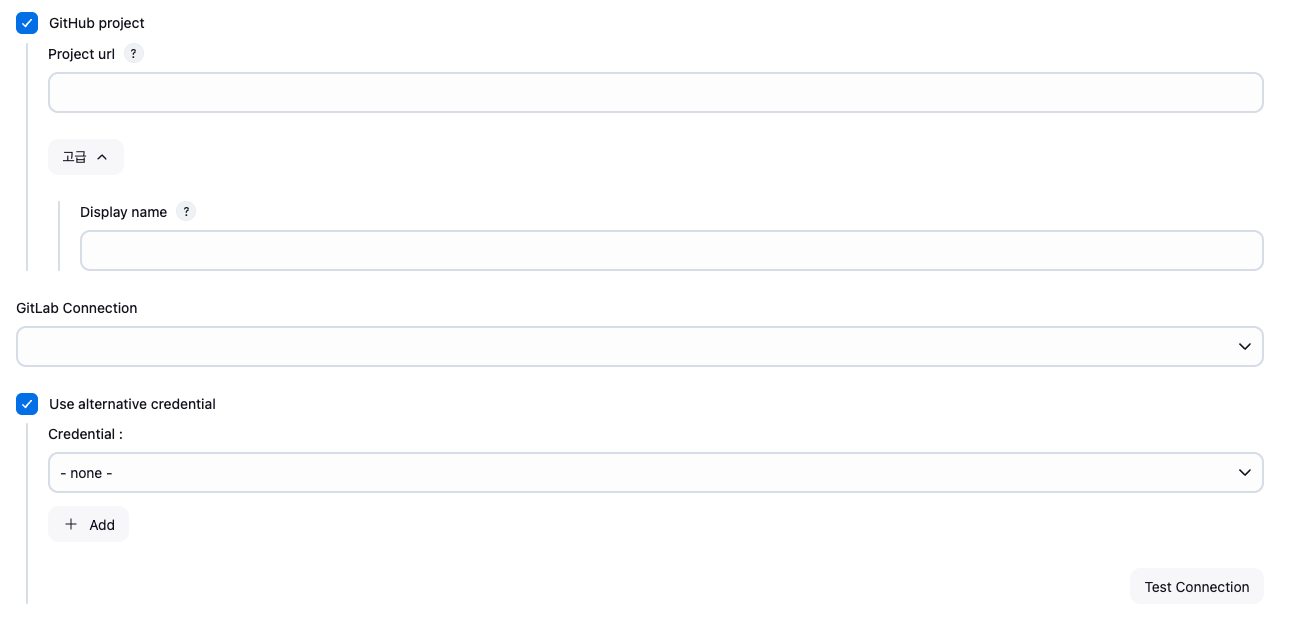 GitHub project
Project url ?
고급
Display name ?
GitLab Connection
Use alternative credential
Credential :
- none -
+ Add
Test Connection